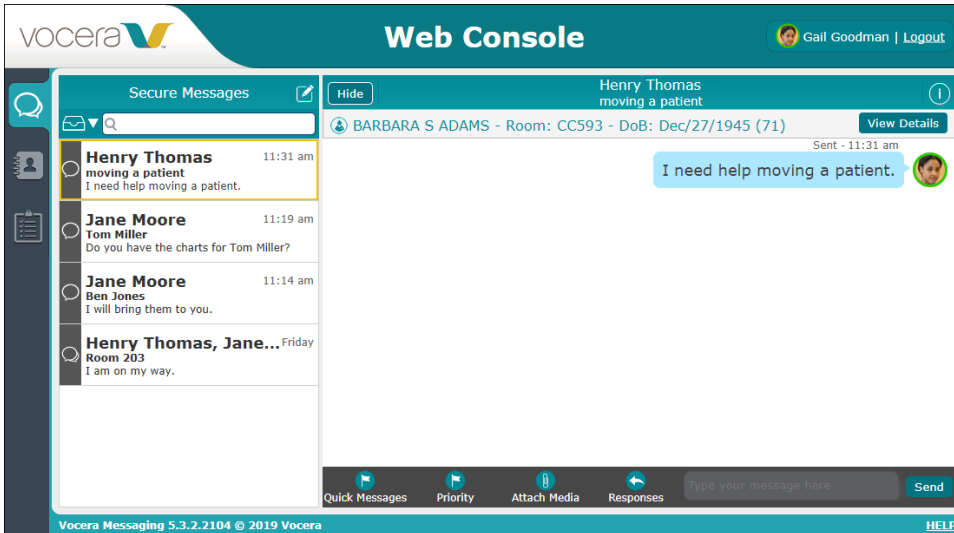 vocera
Web Console
Gail Goodman | Logout
Secure Messages
Hide
Henry Thomas
moving a patient
BARBARA S ADAMS - Room: CC593 - DoB: Dec/27/1945 (71)
View Details
Henry Thomas 11:31 am
moving a patient
I need help moving a patient.
Jane Moore 11:19 am
Tom Miller
Do you have the charts for Tom Miller?
Jane Moore 11:14 am
Ben Jones
I will bring them to you.
Henry Thomas, Jane... Friday
Room 203
I am on my way.
Sent - 11:31 am
I need help moving a patient.
Quick Messages
Priority
Attach Media
Responses
Type your message here
Send
Vocera Messaging 5.3.2.2104 © 2019 Vocera
HELP